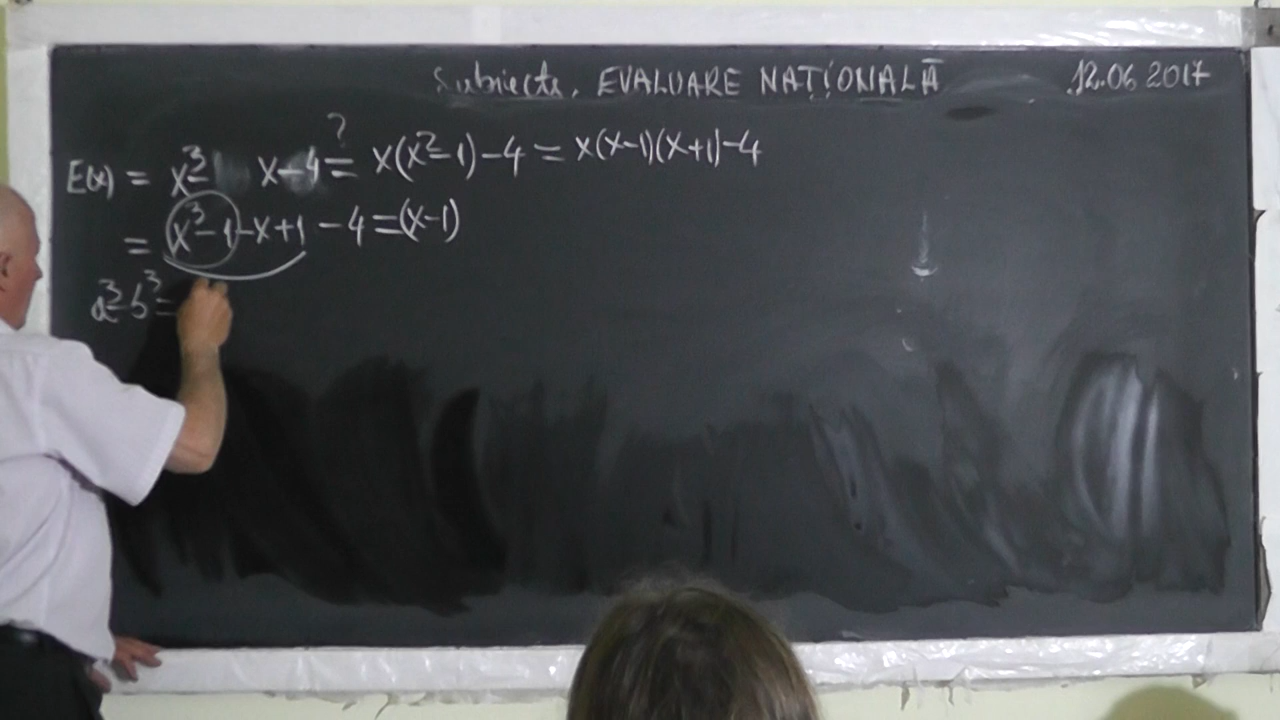 Subiecte, EVALUARE NAȚIONALĂ
12.06 2017
E(x) = x³ x-4 = x(x²-1)-4 = x(x-1)(x+1)-4
?
= (x³-1)-x+1 -4 =(x-1)
a³-b³=